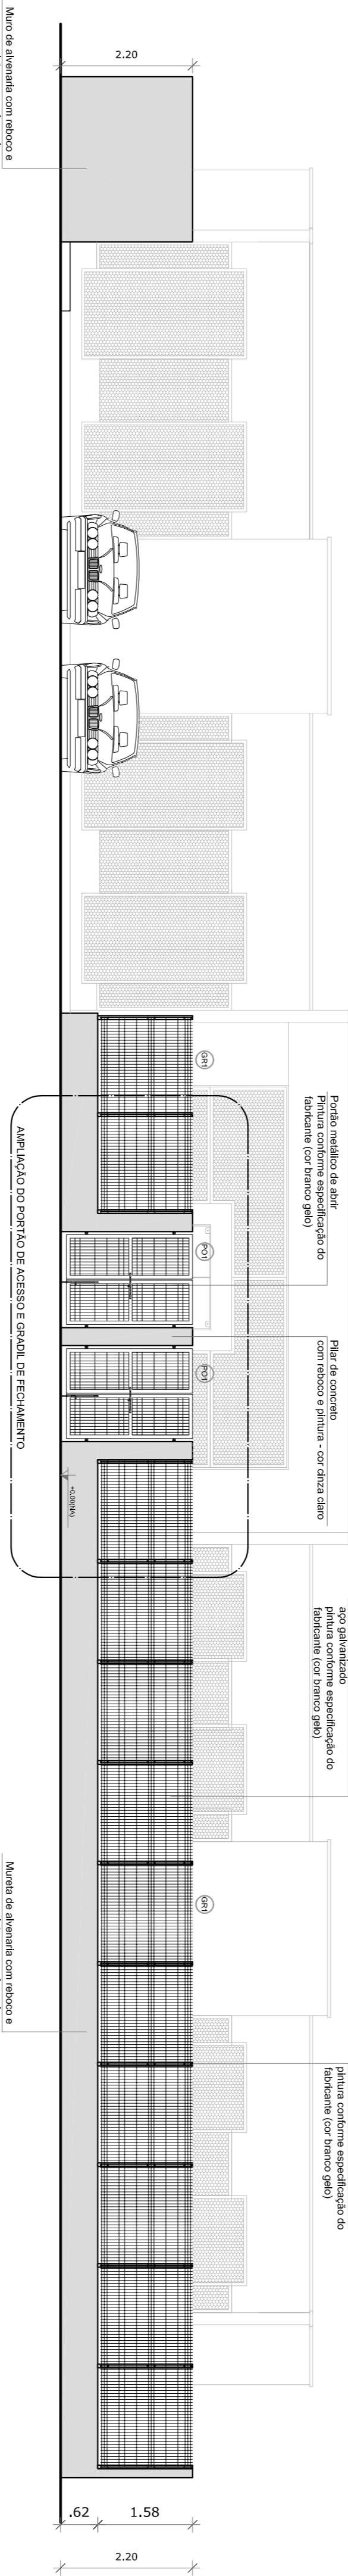 2.20
Muro de alvenaria com reboco e
GR1
Portão metálico de abrir
Pintura conforme especificação do
fabricante (cor branco gelo)
PO1
PO1
Pilar de concreto
com reboco e pintura - cor cinza claro
AMPLIAÇÃO DO PORTÃO DE ACESSO E GRADIL DE FECHAMENTO
+0,00(NA)
aço galvanizado
pintura conforme especificação do
fabricante (cor branco gelo)
GR1
Mureta de alvenaria com reboco e
pintura conforme especificação do
fabricante (cor branco gelo)
.62
1.58
2.20